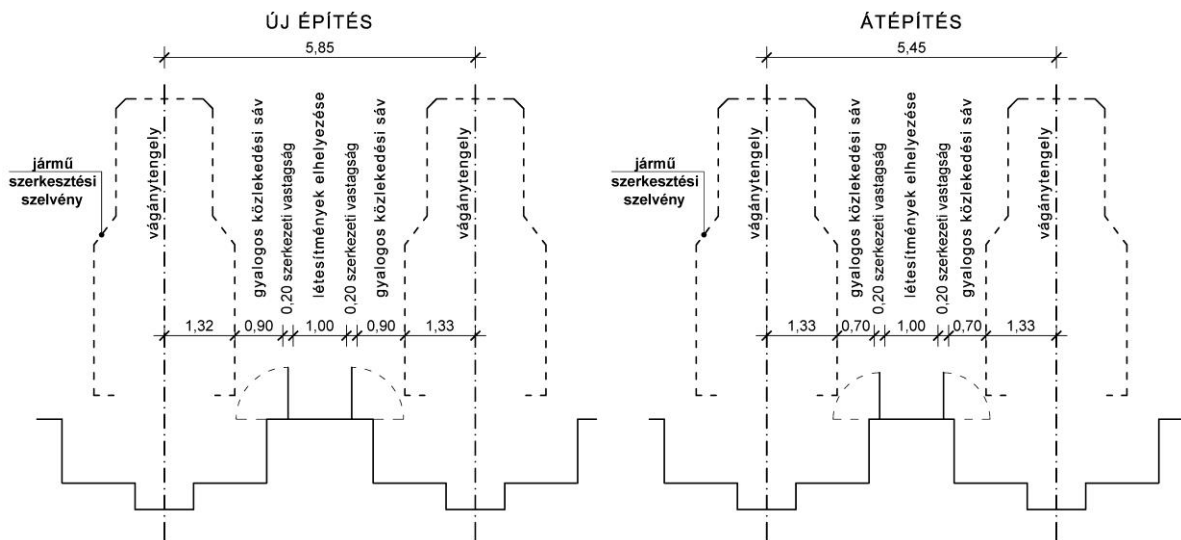 ÚJ ÉPÍTÉS
5,85
jármű
szerkesztési
szelvény
vágánytengely
gyalogos közlekedési sáv
0,20 szerkezeti vastagság
létesítmények elhelyezése
0,20 szerkezeti vastagság
gyalogos közlekedési sáv
vágánytengely
1,32 0,90 1,00 0,90 1,33
ÁTÉPÍTÉS
5,45
jármű
szerkesztési
szelvény
vágánytengely
gyalogos közlekedési sáv
0,20 szerkezeti vastagság
létesítmények elhelyezése
0,20 szerkezeti vastagság
gyalogos közlekedési sáv
vágánytengely
1,33 0,70 1,00 0,70 1,33